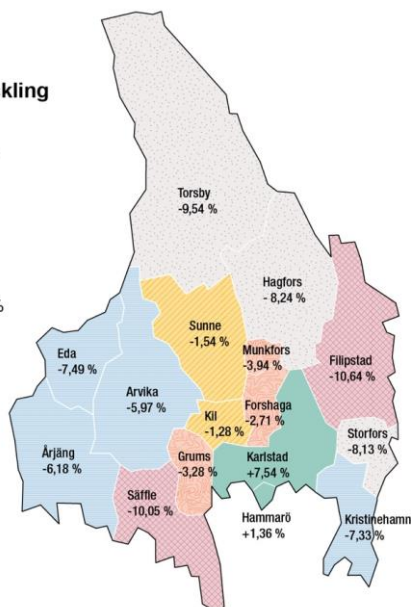 kling
%
Torsby
-9,54 %
Hagfors
- 8,24 %
Sunne
-1,54 %
Munkfors
-3,94 %
Filipstad
-10,64 %
Eda
-7,49 %
Arvika
-5,97 %
Kil
-1,28 %
Forshaga
-2,71 %
Storfors
-8,13 %
Årjäng
-6,18 %
Grums
-3,28 %
Karlstad
+7,54 %
Säffle
-10,05 %
Hammarö
+1,36 %
Kristinehamn
-7,33 %